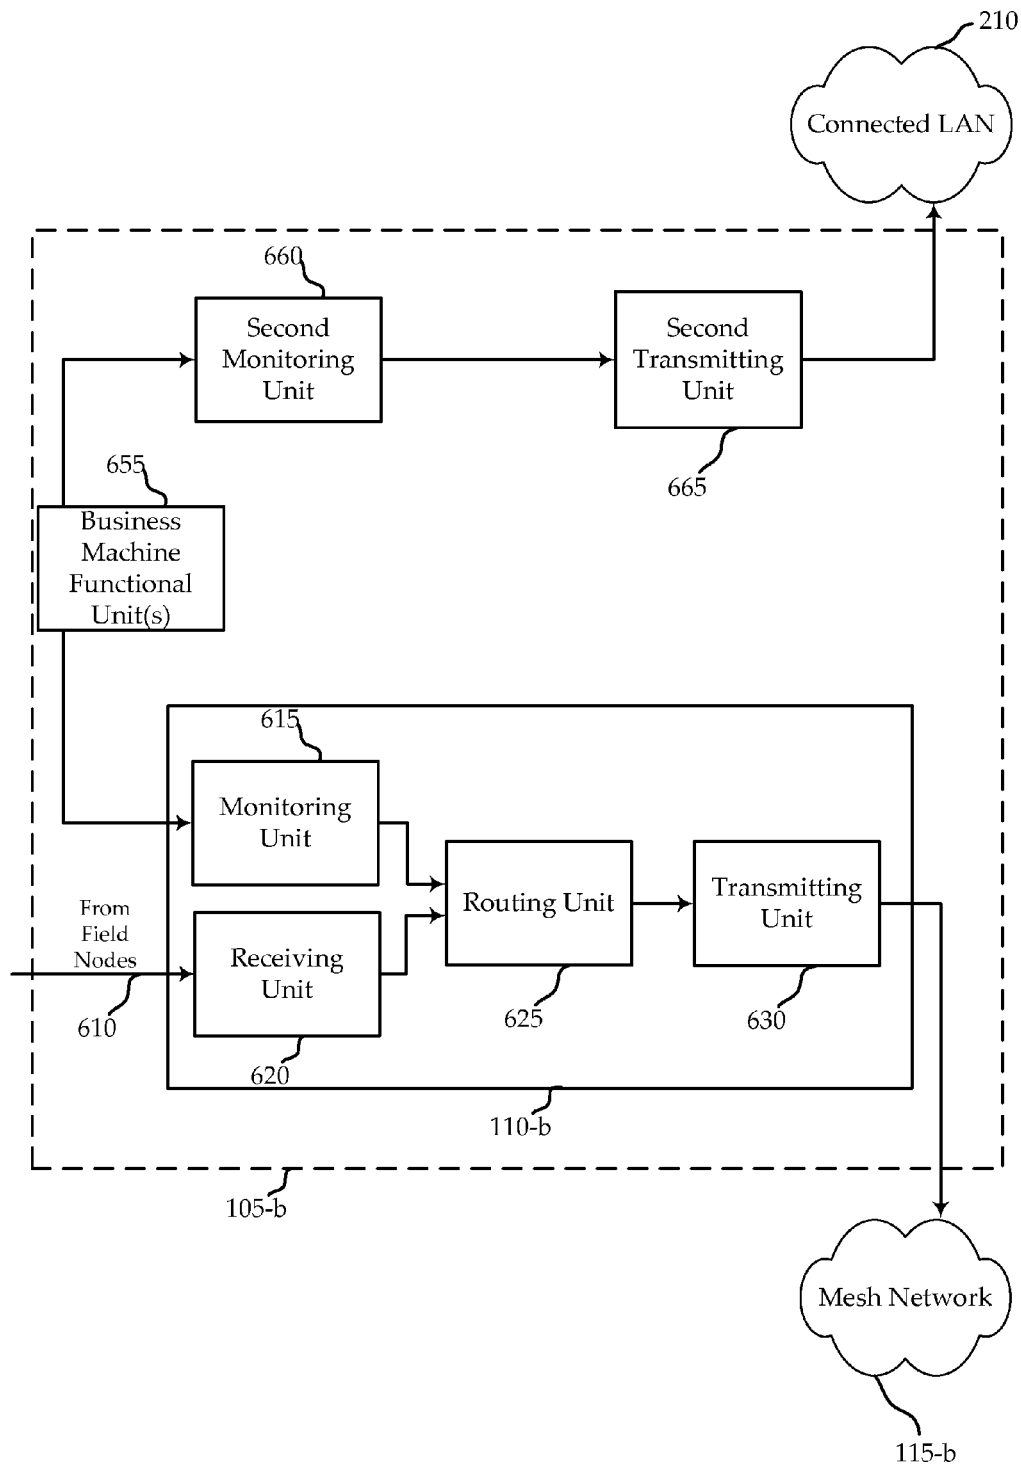 210
Connected LAN
660
Second
Monitoring
Unit
Second
Transmitting
Unit
665
655
Business
Machine
Functional
Unit(s)
615
Monitoring
Unit
Routing Unit
Transmitting
Unit
From
Field
Nodes
Receiving
Unit
610
620
625
630
110-b
105-b
Mesh Network
115-b